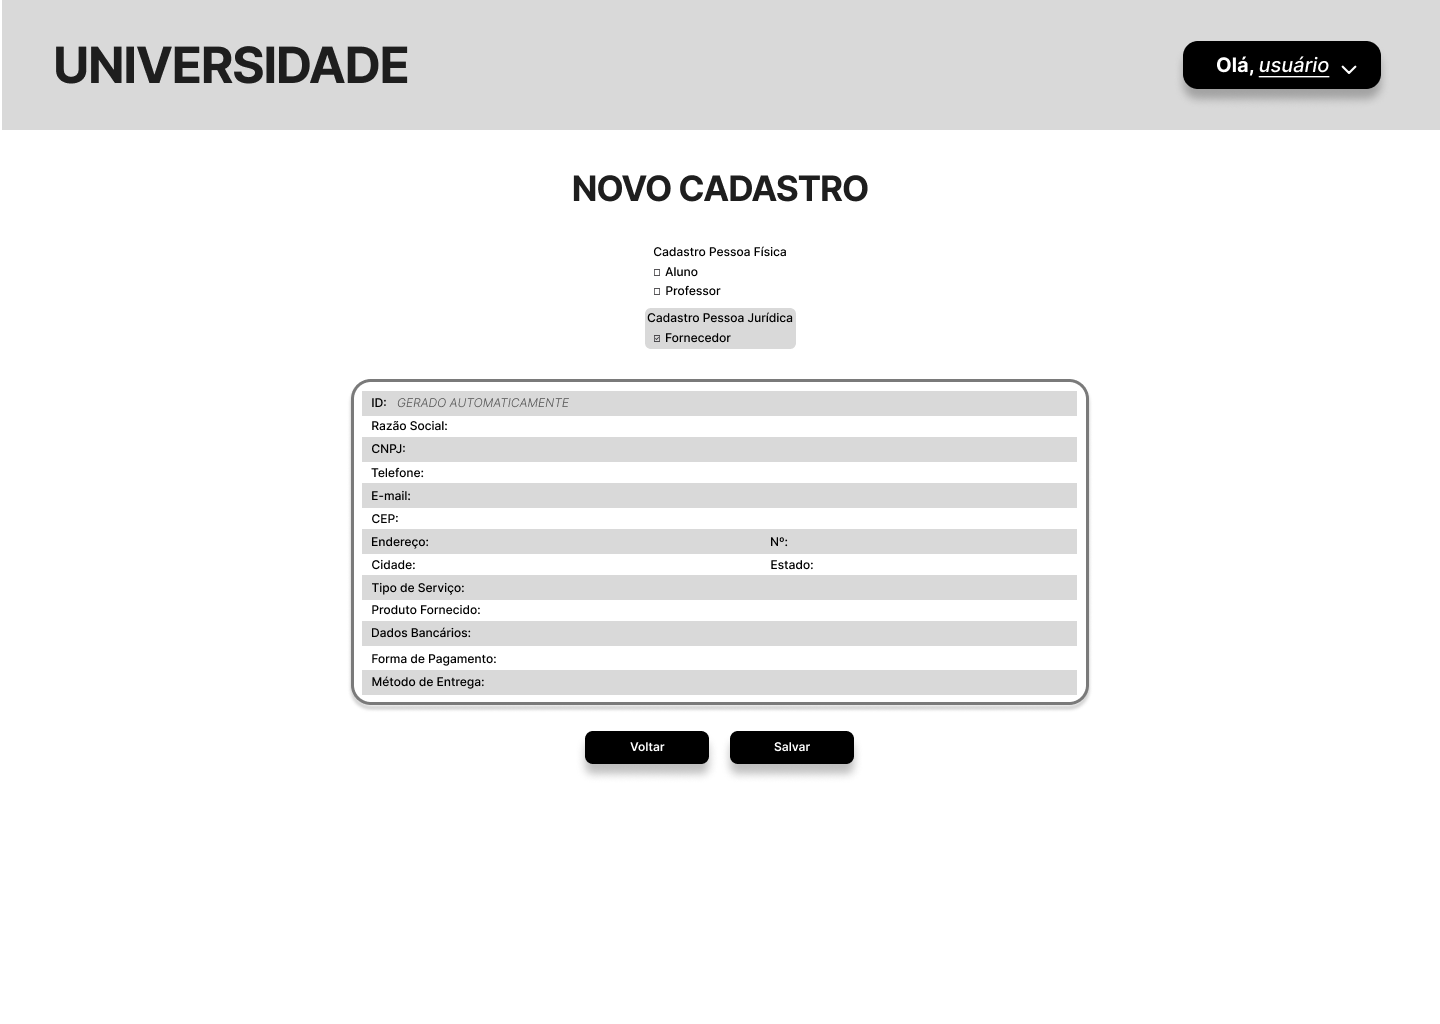 UNIVERSIDADE
Olá, usuário
NOVO CADASTRO
Cadastro Pessoa Física
Aluno
Professor
Cadastro Pessoa Jurídica
Fornecedor
ID: GERADO AUTOMATICAMENTE
Razão Social:
CNPJ:
Telefone:
E-mail:
CEP:
Endereço: Nº:
Cidade: Estado:
Tipo de Serviço:
Produto Fornecido:
Dados Bancários:
Forma de Pagamento:
Método de Entrega:
Voltar Salvar